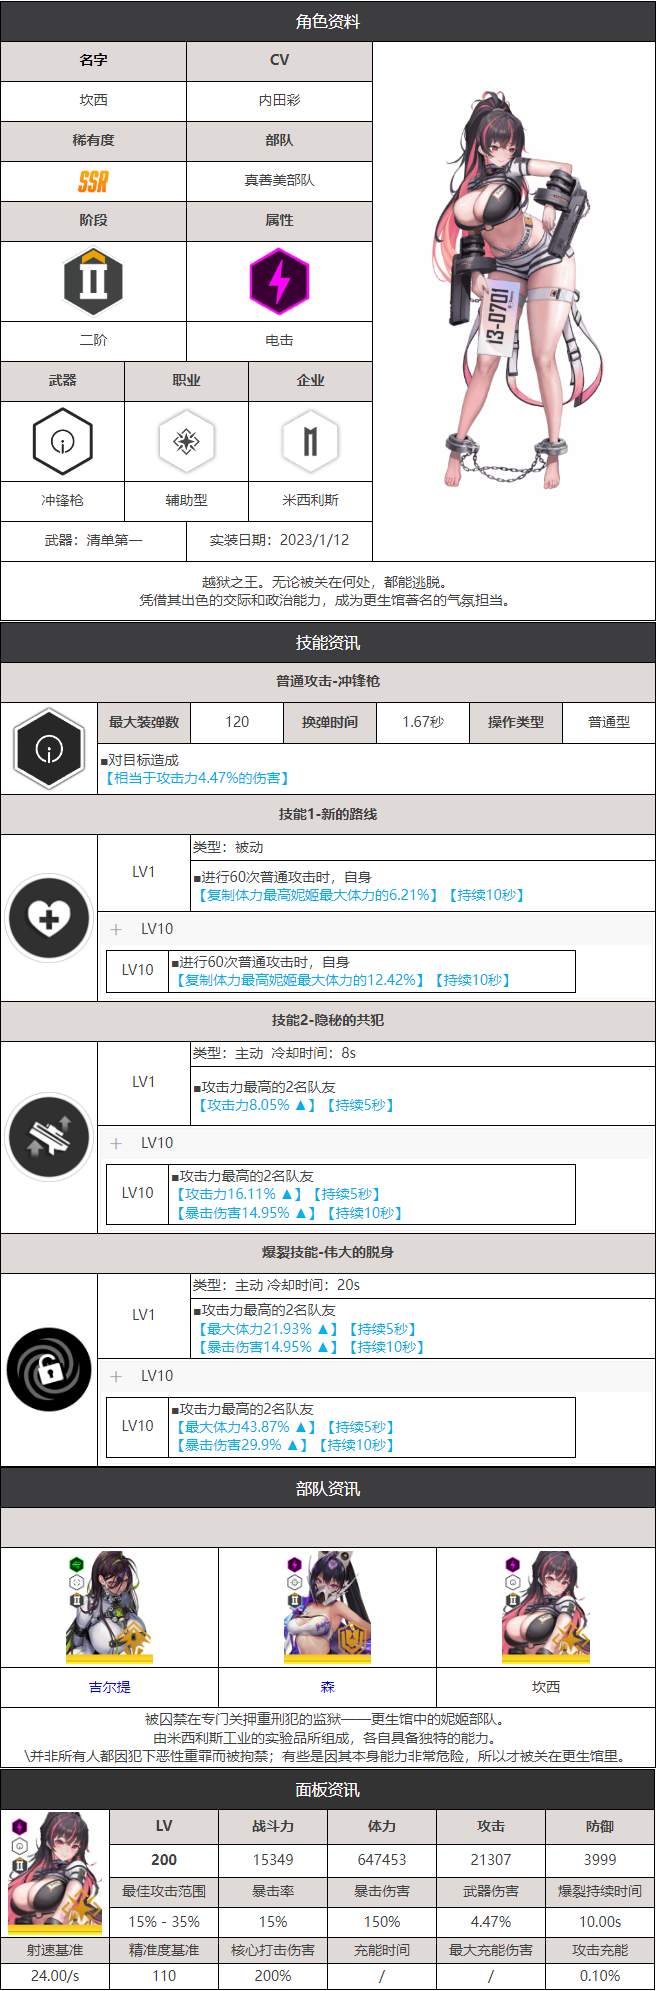 角色资料
名字
CV
坎西
内田彩
稀有度
部队
SSR
真善美部队
阶段
属性
二阶
电击
武器
职业
企业
冲锋枪
辅助型
米西利斯
武器：清单第一
实装日期：2023/1/12
13-0701
越狱之王。无论被关在何处，都能逃脱。
凭借其出色的交际和政治能力，成为更生馆著名的气氛担当。
技能资讯
普通攻击-冲锋枪
最大装弹数
120
换弹时间
1.67秒
操作类型
普通型
■对目标造成
【相当于攻击力4.47%的伤害】
技能1-新的路线
LV1
类型：被动
■进行60次普通攻击时，自身
【复制体力最高妮姬最大体力的6.21%】【持续10秒】
+ LV10
LV10
■进行60次普通攻击时，自身
【复制体力最高妮姬最大体力的12.42%】【持续10秒】
技能2-隐秘的共犯
LV1
类型：主动 冷却时间：8s
■攻击力最高的2名队友
【攻击力8.05% ▲】【持续5秒】
+ LV10
LV10
■攻击力最高的2名队友
【攻击力16.11% ▲】【持续5秒】
【暴击伤害14.95% ▲】【持续10秒】
爆裂技能-伟大的脱身
LV1
类型：主动 冷却时间：20s
■攻击力最高的2名队友
【最大体力21.93% ▲】【持续5秒】
【暴击伤害14.95% ▲】【持续10秒】
+ LV10
LV10
■攻击力最高的2名队友
【最大体力43.87% ▲】【持续5秒】
【暴击伤害29.9% ▲】【持续10秒】
部队资讯
吉尔提
森
坎西
被囚禁在专门关押重刑犯的监狱——更生馆中的妮姬部队。
由米西利斯工业的实验品所组成，各自具备独特的能力。
\并非所有人都因犯下恶性重罪而被拘禁；有些是因其本身能力非常危险，所以才被关在更生馆里。
面板资讯
LV
战斗力
体力
攻击
防御
200
15349
647453
21307
3999
最佳攻击范围
暴击率
暴击伤害
武器伤害
爆裂持续时间
15% - 35%
15%
150%
4.47%
10.00s
射速基准
精准度基准
核心打击伤害
充能时间
最大充能伤害
攻击充能
24.00/s
110
200%
/
/
0.10%